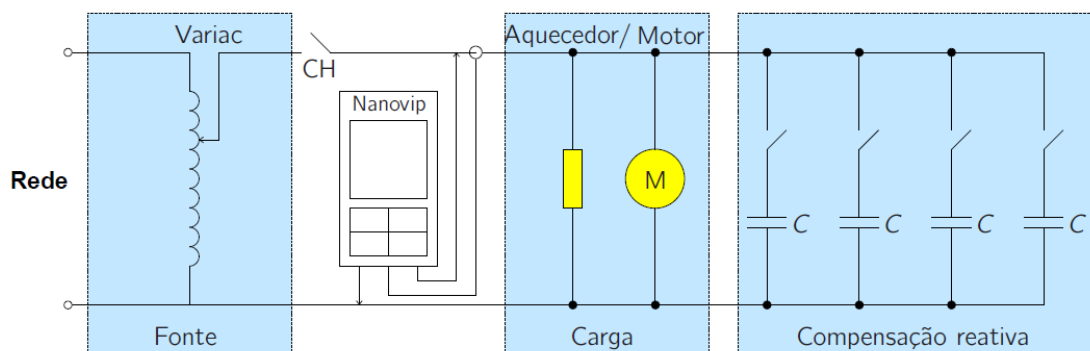 Variac
Aquecedor/ Motor
CH
Nanovip
Rede
M
C
C
C
C
Fonte
Carga
Compensação reativa